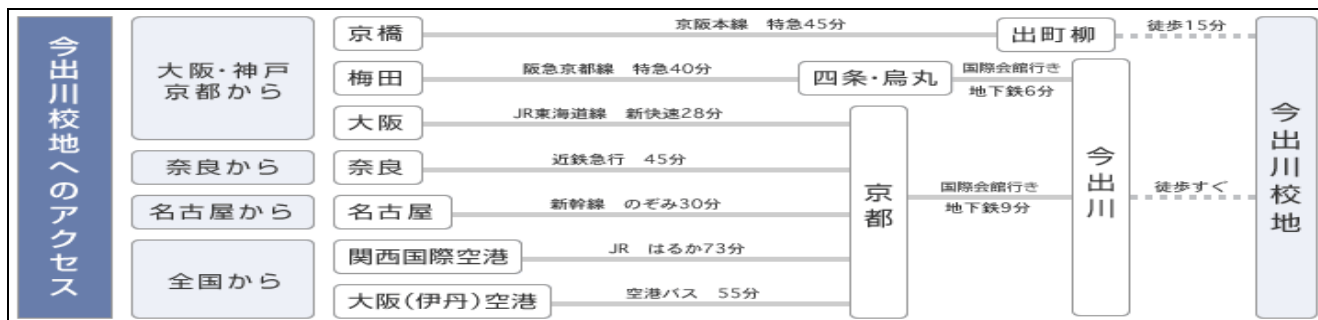 今出川校地へのアクセス
大阪・神戸
京都から
京橋
京阪本線 特急45分
出町柳
徒歩15分
梅田
阪急京都線 特急40分
四条・烏丸
国際会館行き
地下鉄6分
大阪
JR東海道線 新快速28分
奈良から
奈良
近鉄急行 45分
名古屋から
名古屋
新幹線 のぞみ30分
全国から
関西国際空港
JR はるか73分
大阪(伊丹)空港
空港バス 55分
京都
国際会館行き
地下鉄9分
今出川
徒歩すぐ
今出川校地